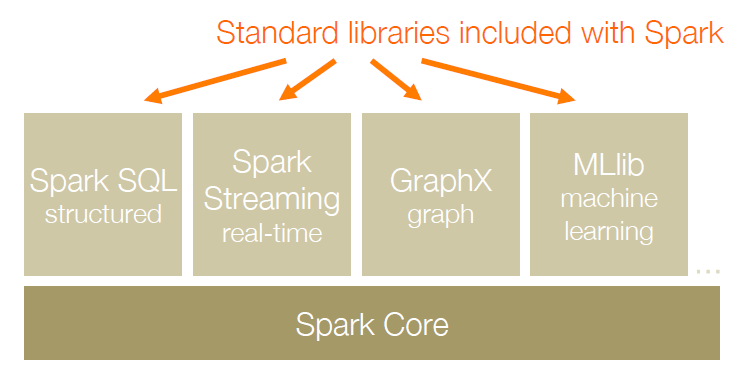 Standard libraries included with Spark
Spark SQL
structured
Spark
Streaming
real-time
GraphX
graph
MLlib
machine
learning
...
Spark Core